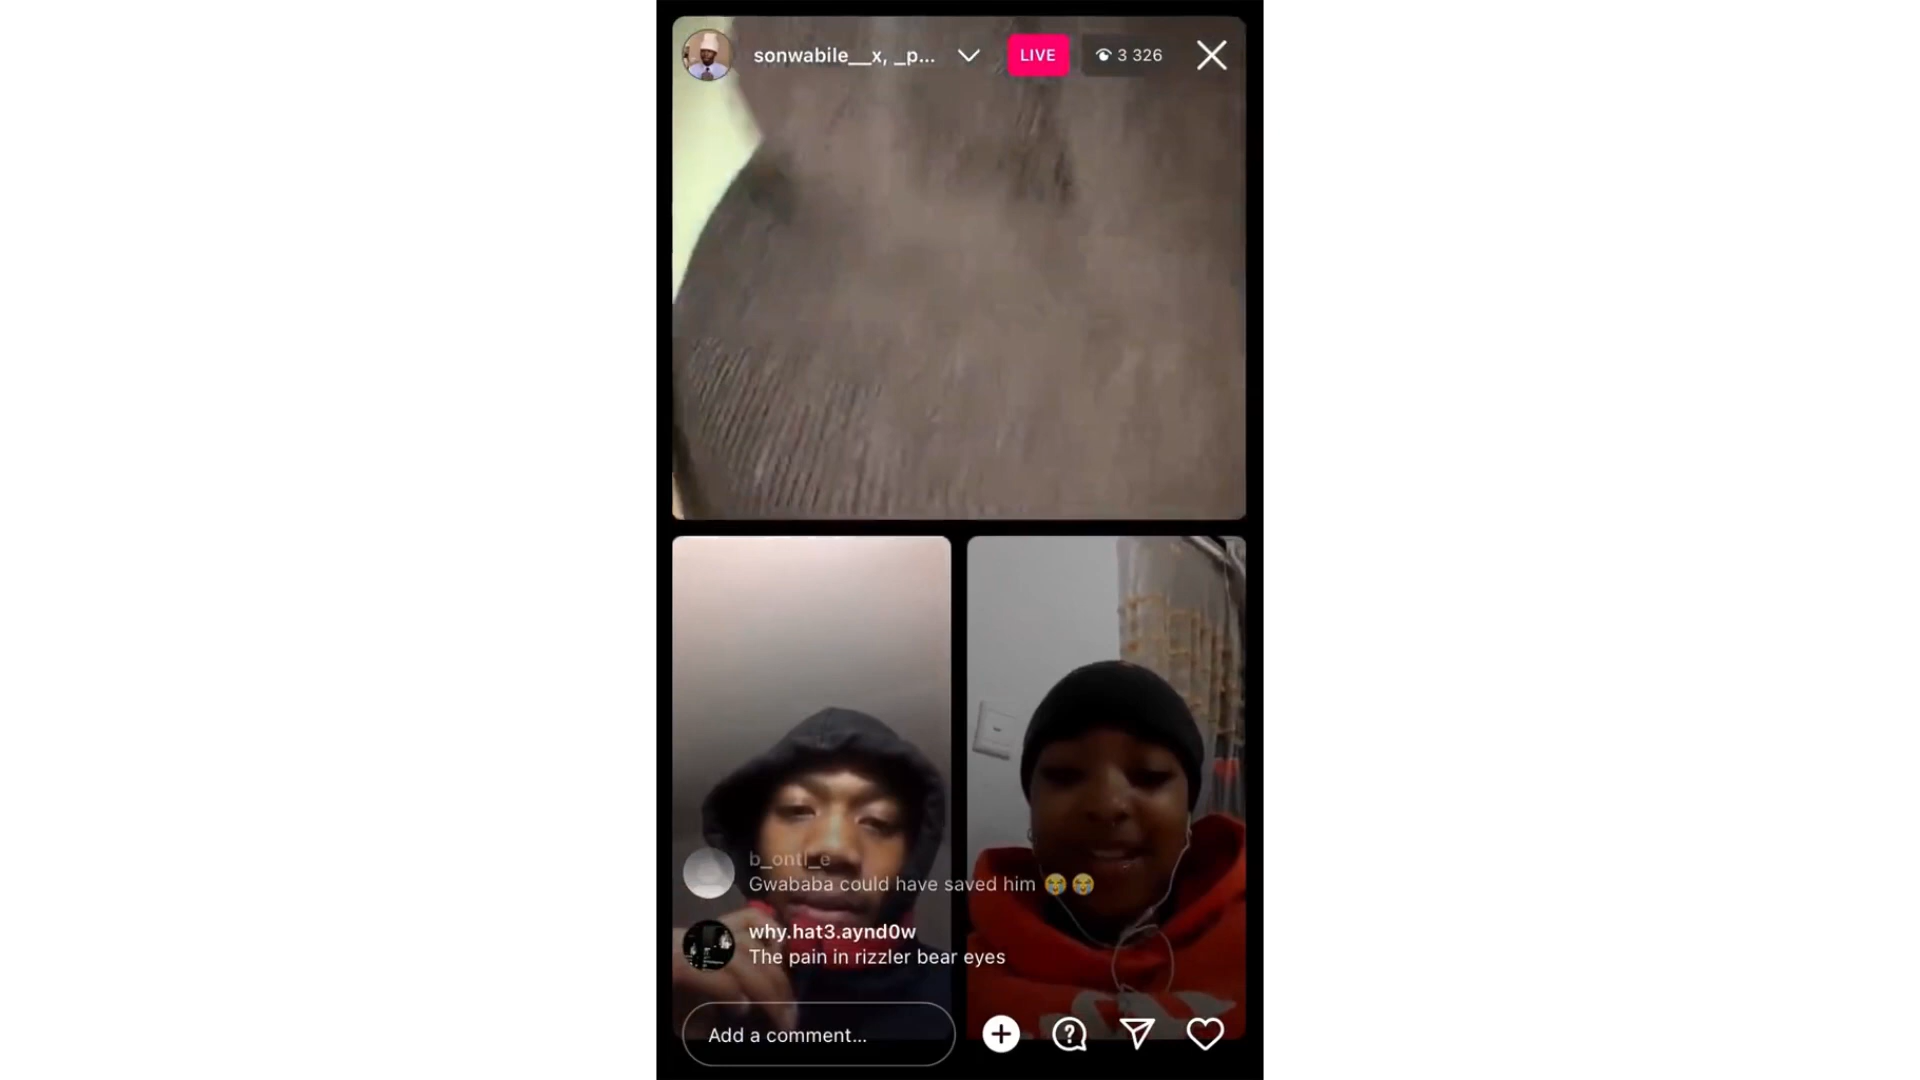 sonwabile__x, _p...
LIVE
3 326
b_ontl_e
Gwababa could have saved him 😭😭
why.hat3.aynd0w
The pain in rizzler bear eyes
Add a comment...